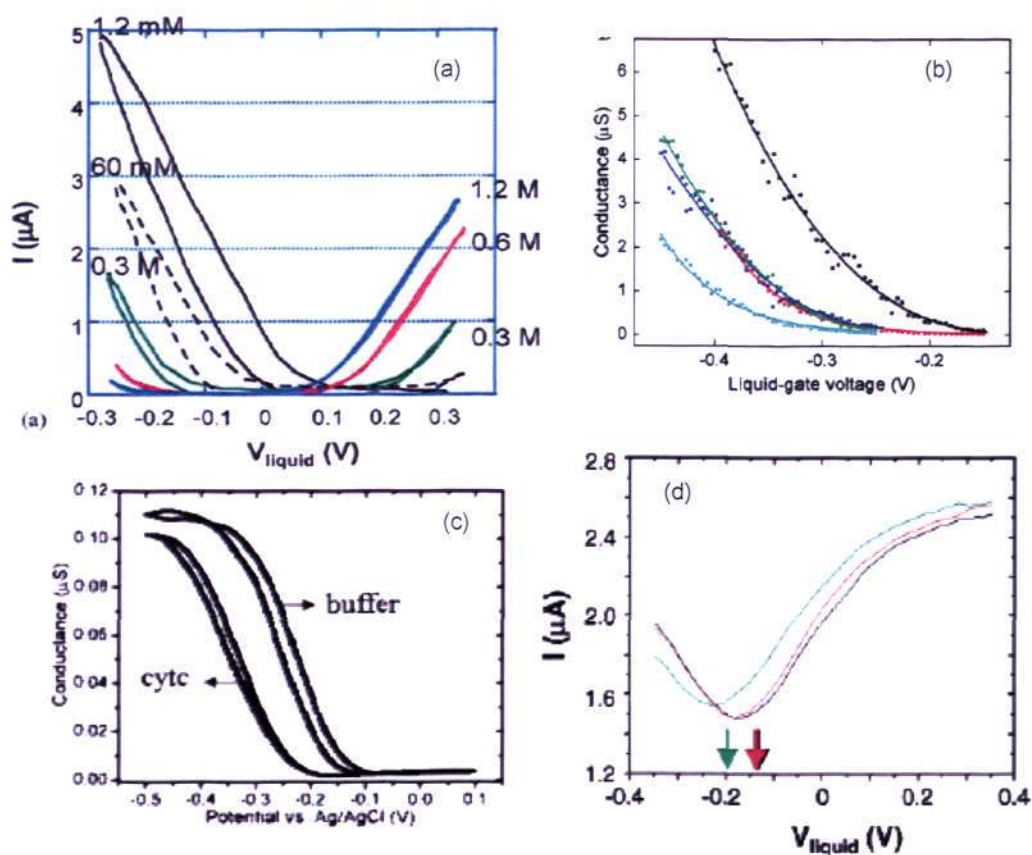 1.2 mM
(a)
5
4
3
2
1
0
60 mM
0.3 M
1.2 M
0.6 M
0.3 M
I (µA)
-0.3 -0.2 -0.1 0 0.1 0.2 0.3
(a)
V liquid (V)
(b)
6
5
4
3
2
1
0
Conductance (µS)
-0.4 -0.3 -0.2
Liquid-gate voltage (V)
(c)
0.12
0.10
0.08
0.06
0.04
0.02
0.00
Conductance (µS)
buffer
cytc
-0.5 -0.4 -0.3 -0.2 -0.1 0.0 0.1
Potential vs Ag/AgCl (V)
(d)
2.8
2.4
2.0
1.6
1.2
I (µA)
-0.4 -0.2 0 0.2 0.4
V liquid (V)